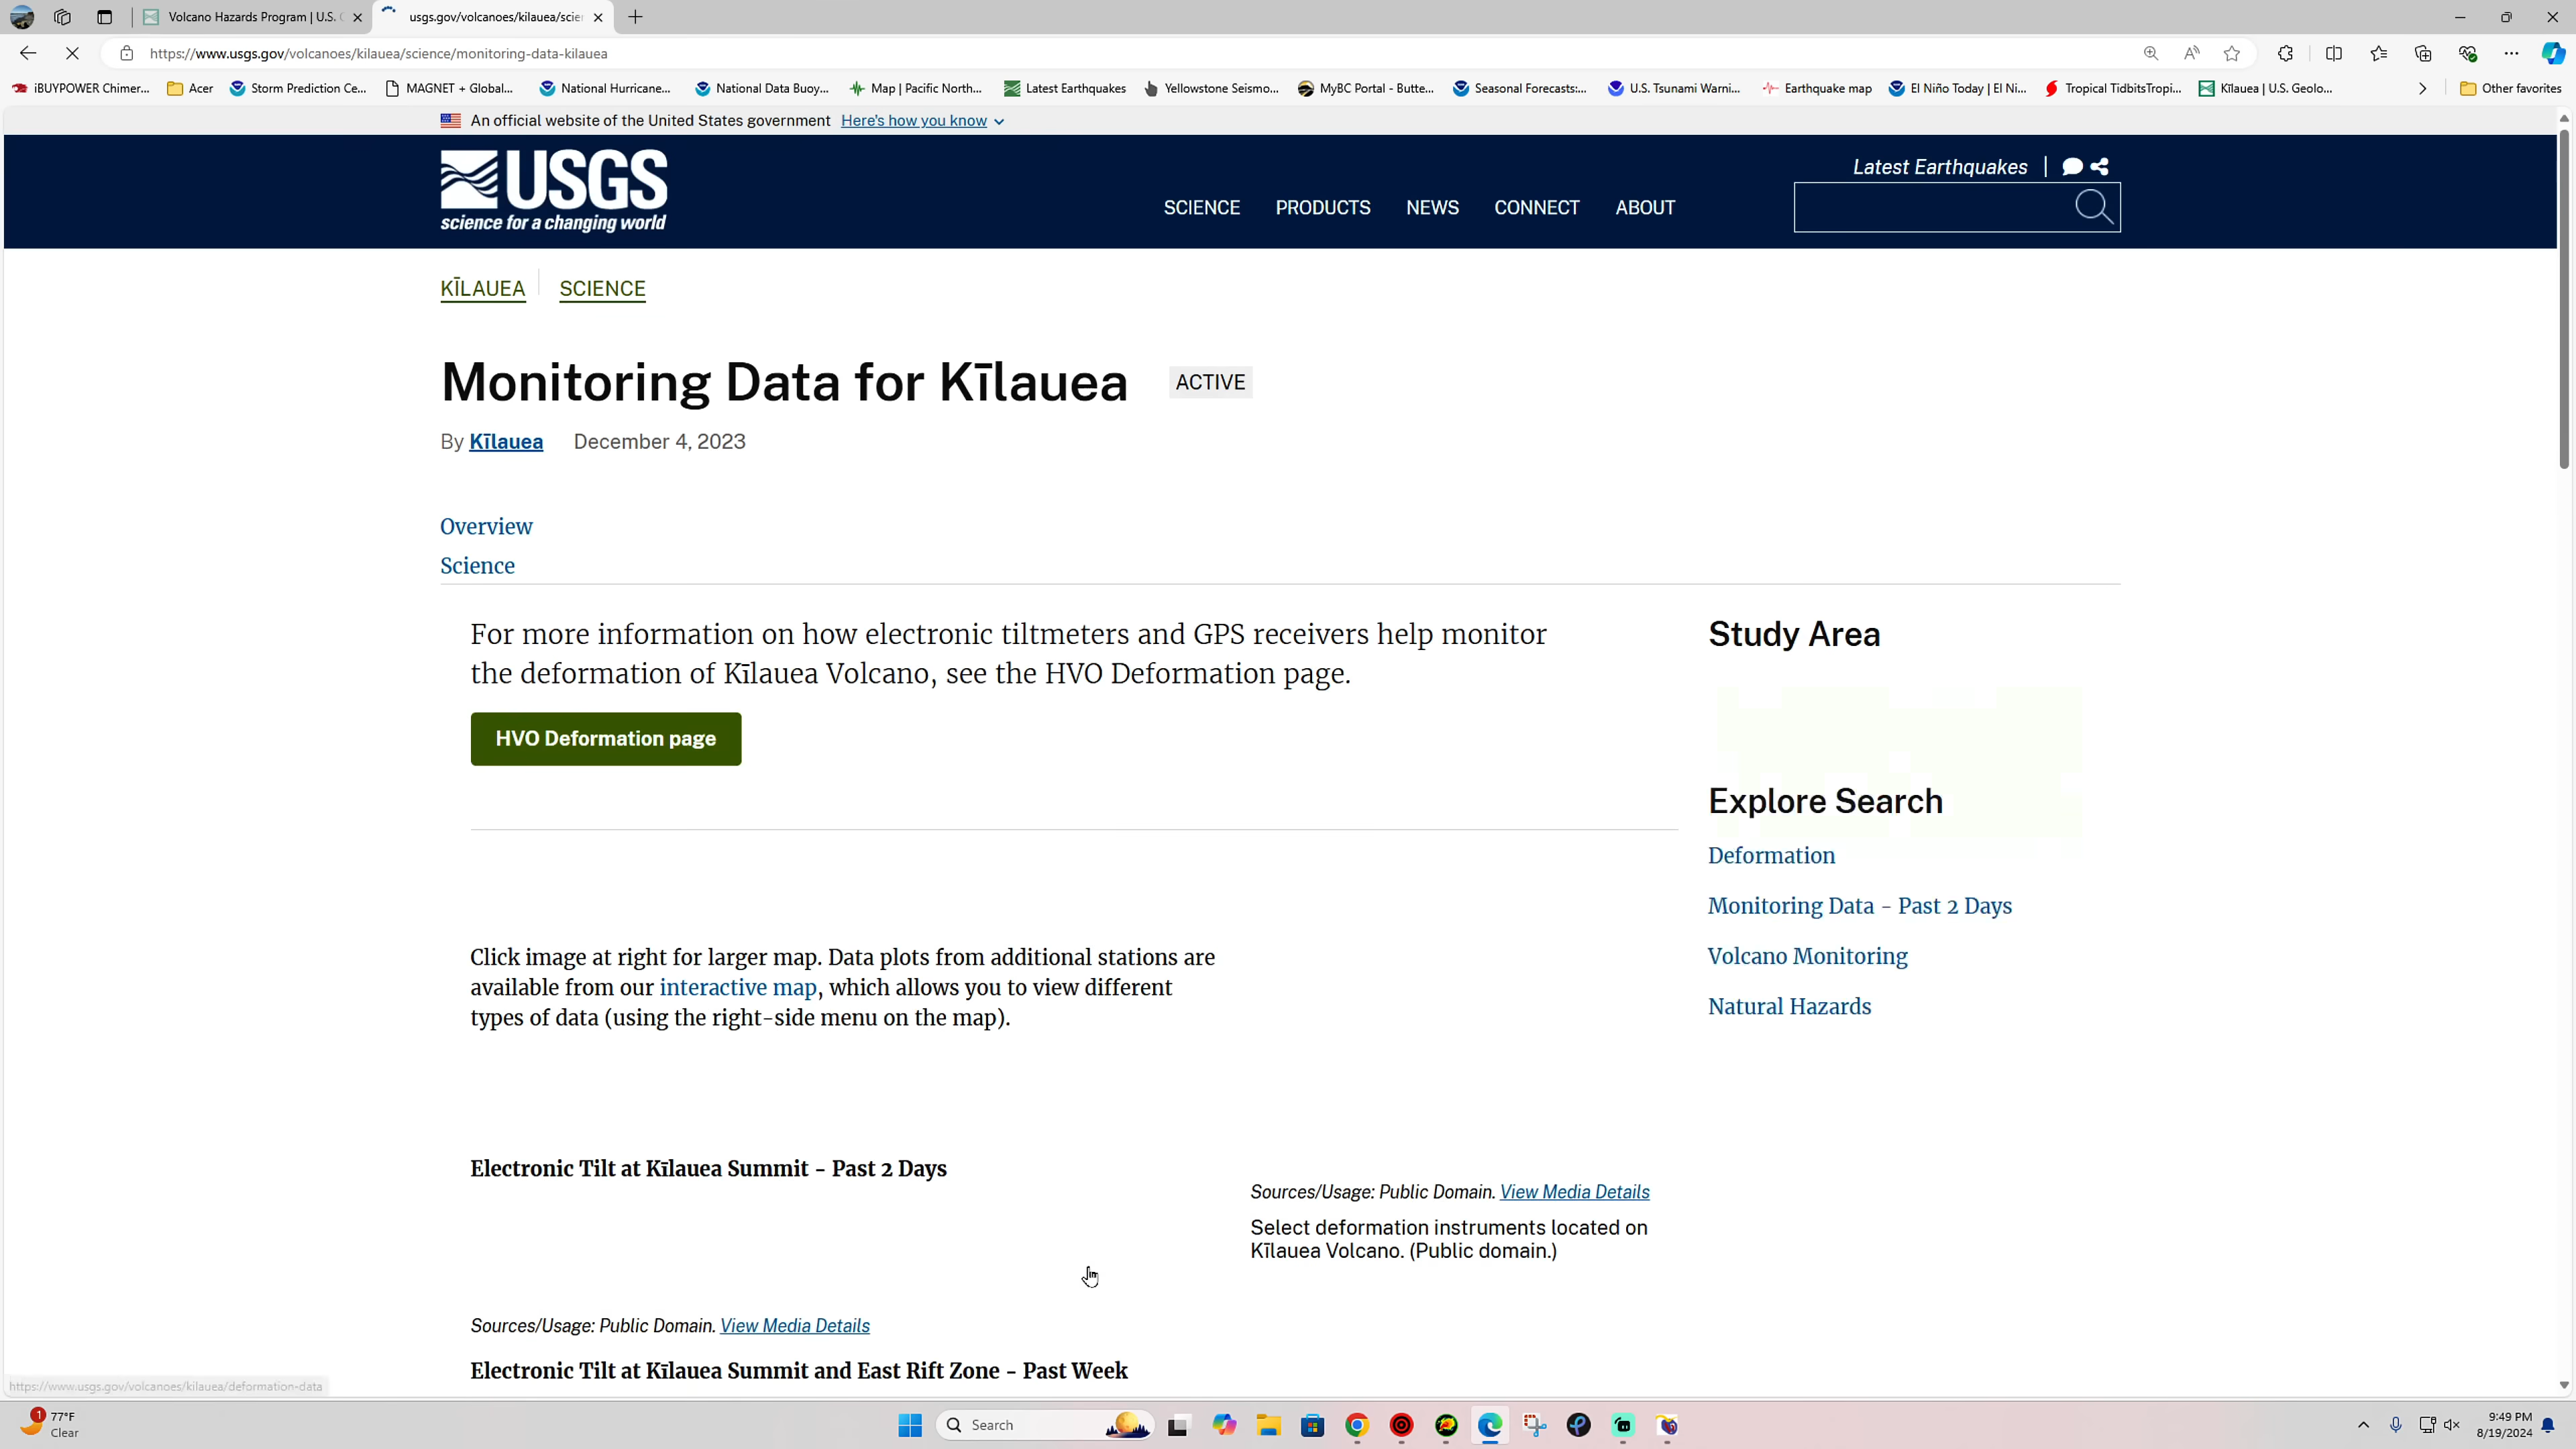 Volcano Hazards Program | U.S. G
usgs.gov/volcanoes/kilauea/scien
https://www.usgs.gov/volcanoes/kilauea/science/monitoring-data-kilauea
iBUYPOWER Chimer...
Acer
Storm Prediction Ce...
MAGNET + Global...
National Hurricane...
National Data Buoy...
Map | Pacific North...
Latest Earthquakes
Yellowstone Seismo...
MyBC Portal - Butte...
Seasonal Forecasts:...
U.S. Tsunami Warni...
Earthquake map
El Niño Today | El Ni...
Tropical TidbitsTropi...
Kīlauea | U.S. Geolo...
Other favorites
An official website of the United States government Here's how you know
USGS
science for a changing world
Latest Earthquakes
SCIENCE PRODUCTS NEWS CONNECT ABOUT
KĪLAUEA SCIENCE
Monitoring Data for Kīlauea ACTIVE
By Kīlauea December 4, 2023
Overview
Science
For more information on how electronic tiltmeters and GPS receivers help monitor
the deformation of Kīlauea Volcano, see the HVO Deformation page.
HVO Deformation page
Study Area
Explore Search
Deformation
Monitoring Data - Past 2 Days
Volcano Monitoring
Natural Hazards
Click image at right for larger map. Data plots from additional stations are
available from our interactive map, which allows you to view different
types of data (using the right-side menu on the map).
Electronic Tilt at Kīlauea Summit - Past 2 Days
Sources/Usage: Public Domain. View Media Details
Select deformation instruments located on
Kīlauea Volcano. (Public domain.)
Sources/Usage: Public Domain. View Media Details
Electronic Tilt at Kīlauea Summit and East Rift Zone - Past Week
https://www.usgs.gov/volcanoes/kilauea/deformation-data
1
77°F
Clear
Search
9:49 PM
8/19/2024